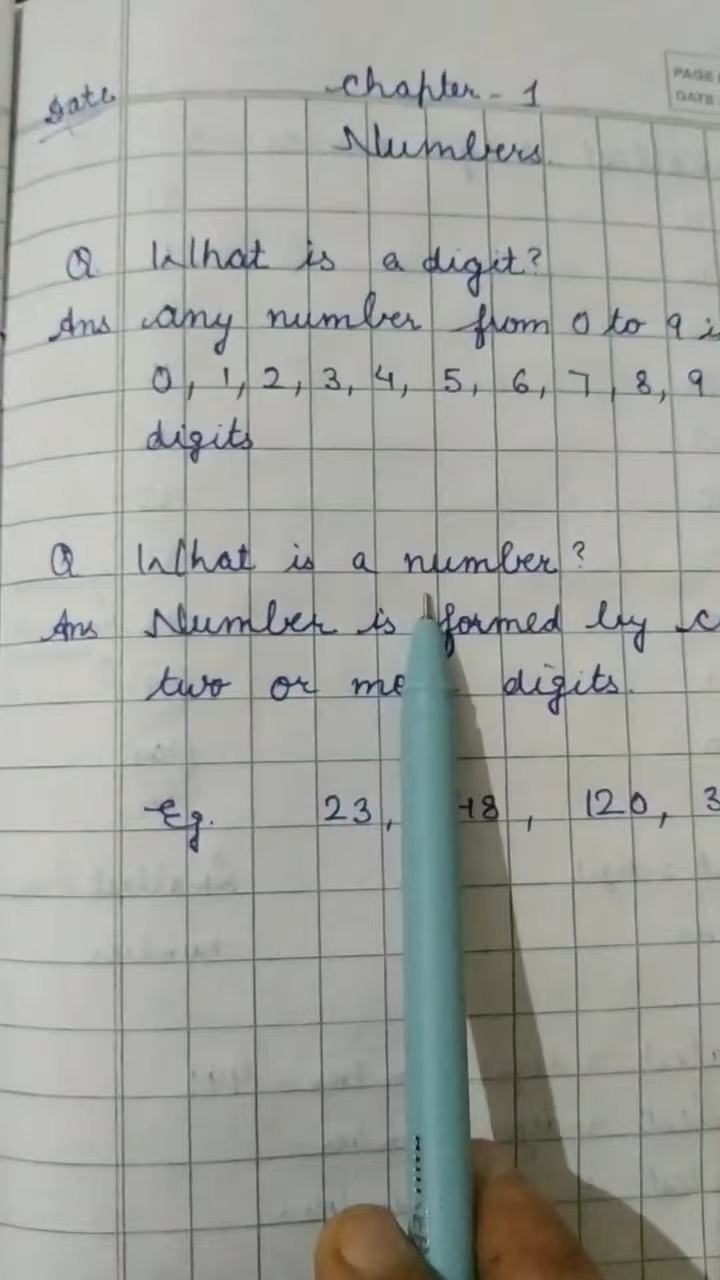 PAGE
DATE
Date
Chapter - 1
Numbers
Q. What is a digit?
Ans any number from 0 to 9 is
0, 1, 2, 3, 4, 5, 6, 7, 8, 9
digits
Q What is a number?
Ans Number is formed by
two or digits.
Eg. 23, 120, 3